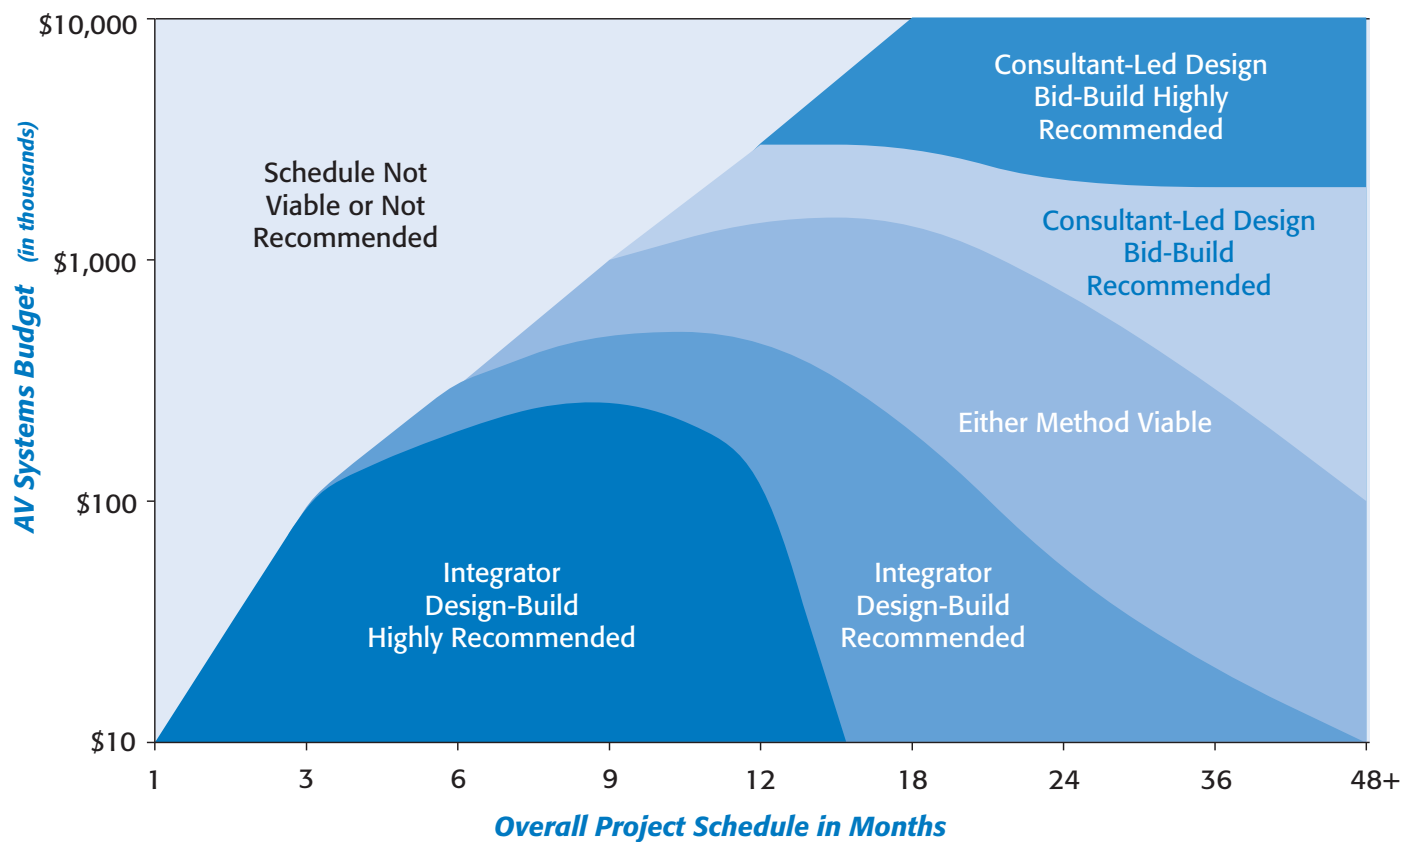 $10,000
$1,000
$100
$10
AV Systems Budget (in thousands)
Schedule Not
Viable or Not
Recommended
Consultant-Led Design
Bid-Build Highly
Recommended
Consultant-Led Design
Bid-Build
Recommended
Either Method Viable
Integrator
Design-Build
Highly Recommended
Integrator
Design-Build
Recommended
1 3 6 9 12 18 24 36 48+
Overall Project Schedule in Months